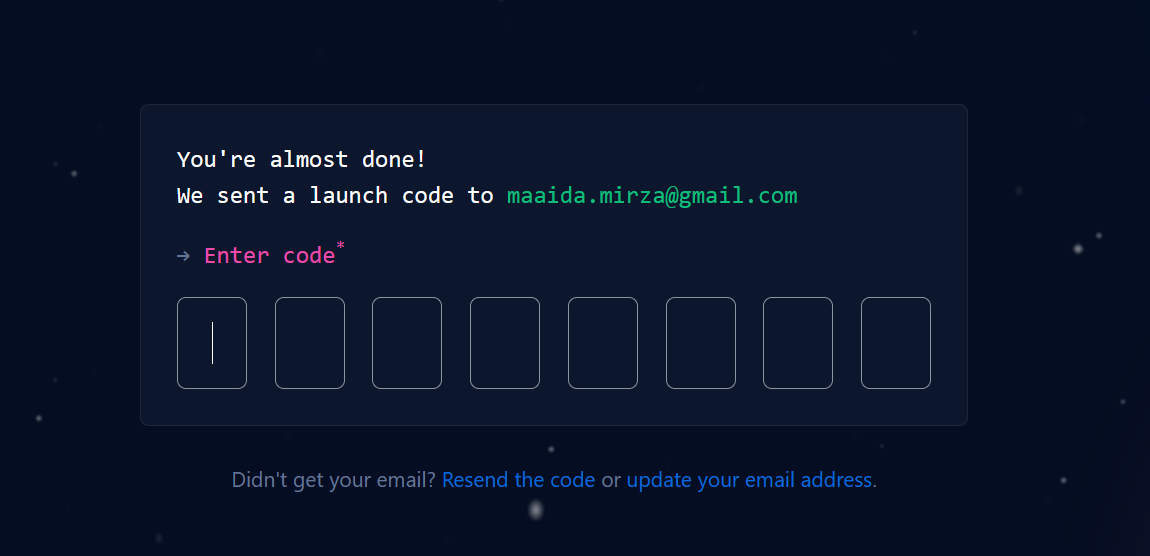 You're almost done!
We sent a launch code to maaida.mirza@gmail.com
→ Enter code*
Didn't get your email? Resend the code or update your email address.